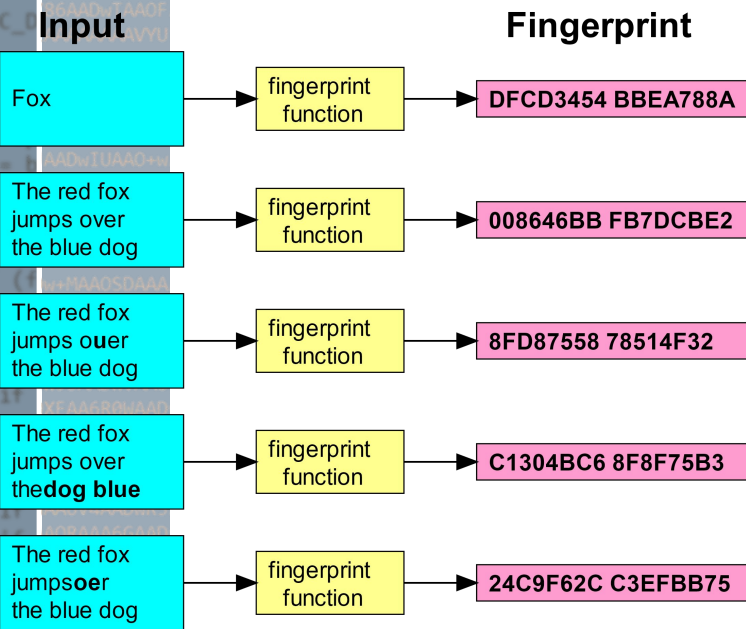 Input
Fingerprint
Fox
fingerprint
function
DFCD3454 BBEA788A
The red fox
jumps over
the blue dog
fingerprint
function
008646BB FB7DCBE2
The red fox
jumps ouer
the blue dog
fingerprint
function
8FD87558 78514F32
The red fox
jumps over
thedog blue
fingerprint
function
C1304BC6 8F8F75B3
The red fox
jumpsoer
the blue dog
fingerprint
function
24C9F62C C3EFBB75